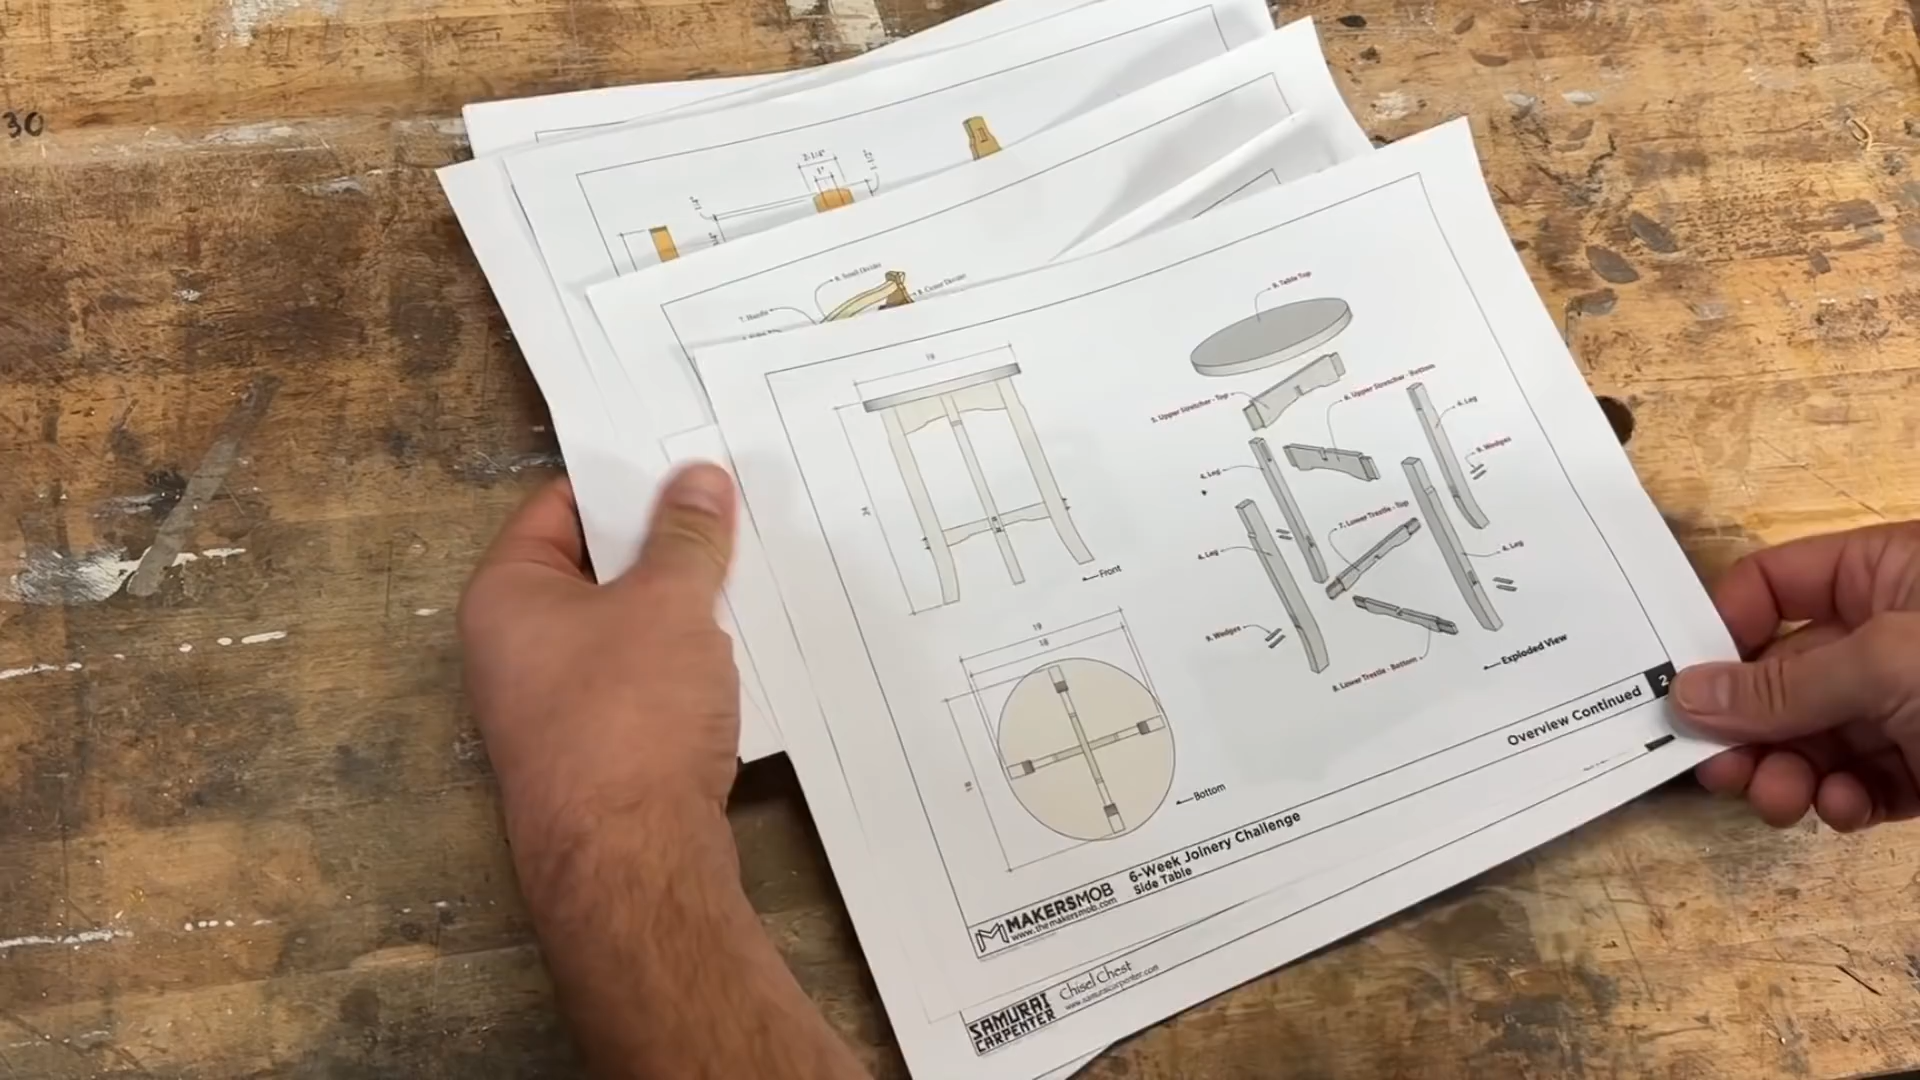 30
2-1/4"
1"
6. Small Divider
7. Handle
8. Center Divider
9. Table Top
5. Upper Stretcher - Top
6. Upper Stretcher - Bottom
4. Leg
9. Wedges
4. Leg
7. Lower Trestle - Top
4. Leg
4. Leg
9. Wedges
8. Lower Trestle - Bottom
Exploded View
19
24
Front
19
18
18
Bottom
Overview Continued
2
MAKERSMOB
www.themakersmob.com
6-Week Joinery Challenge
Side Table
SAMURAI
CARPENTER
Chisel Chest
www.samuraicarpenter.com